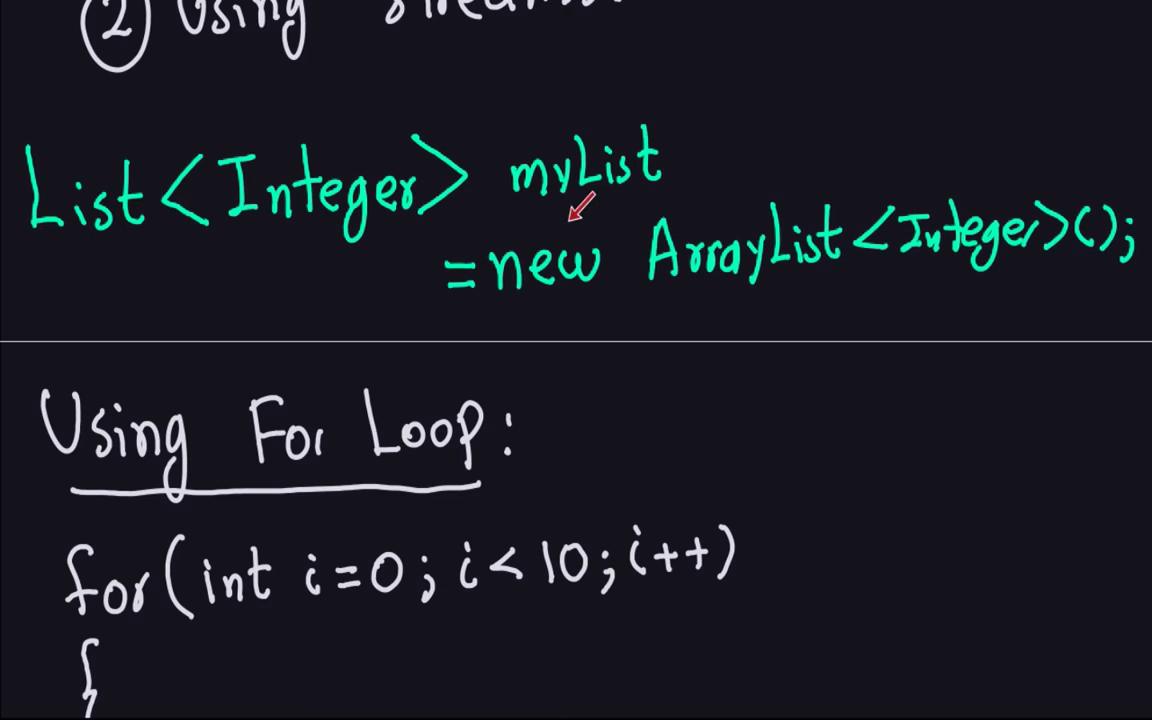 ② Using
List<Integer> myList
=new ArrayList<Integer>();
Using For Loop:
for(int i=0; i<10; i++)
{